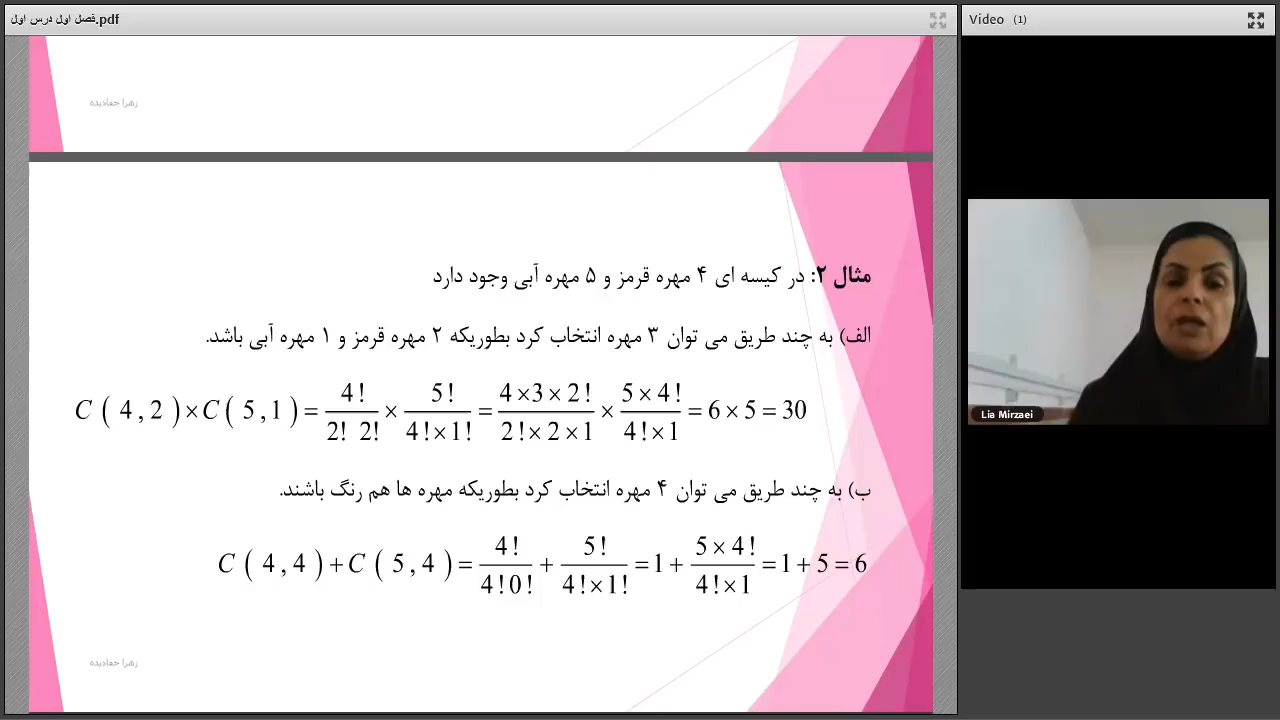 فصل اول درس اول.pdf
Video (1)
زهرا جفادیده
مثال ۲: در کیسه ای ۴ مهره قرمز و ۵ مهره آبی وجود دارد
الف) به چند طریق می توان ۳ مهره انتخاب کرد بطوریکه ۲ مهره قرمز و ۱ مهره آبی باشد.
C ( 4 , 2 ) × C ( 5 , 1 ) = 4! / 2! 2! × 5! / 4! × 1! = 4 × 3 × 2! / 2! × 2 × 1 × 5 × 4! / 4! × 1 = 6 × 5 = 30
ب) به چند طریق می توان ۴ مهره انتخاب کرد بطوریکه مهره ها هم رنگ باشند.
C ( 4 , 4 ) + C ( 5 , 4 ) = 4! / 4! 0! + 5! / 4! × 1! = 1 + 5 × 4! / 4! × 1 = 1 + 5 = 6
زهرا جفادیده
Lia Mirzaei